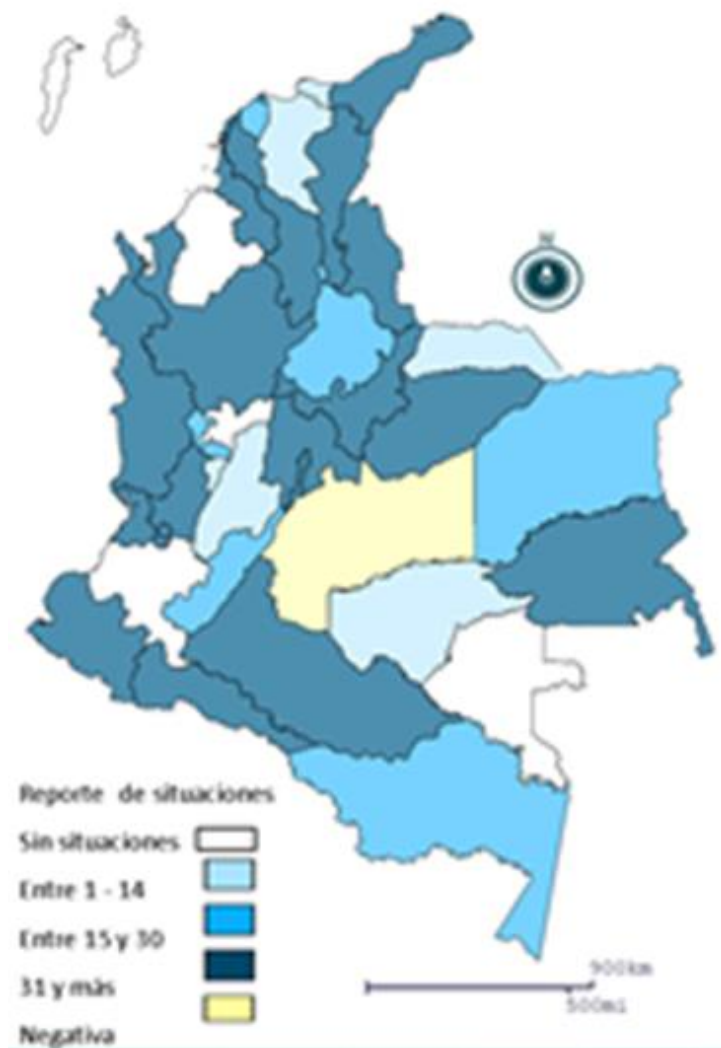 N
Reporte de situaciones
Sin situaciones
Entre 1 - 14
Entre 15 y 30
31 y más
Negativa
900km
500mi